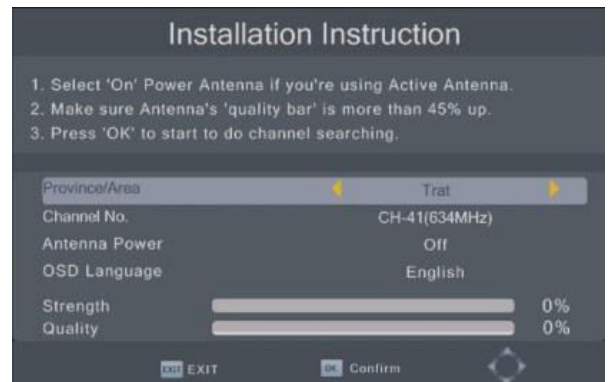 Installation Instruction
1. Select 'On' Power Antenna if you're using Active Antenna.
2. Make sure Antenna's 'quality bar' is more than 45% up.
3. Press 'OK' to start to do channel searching.
Province/Area Trat
Channel No. CH-41(634MHz)
Antenna Power Off
OSD Language English
Strength 0%
Quality 0%
EXIT EXIT OK Confirm